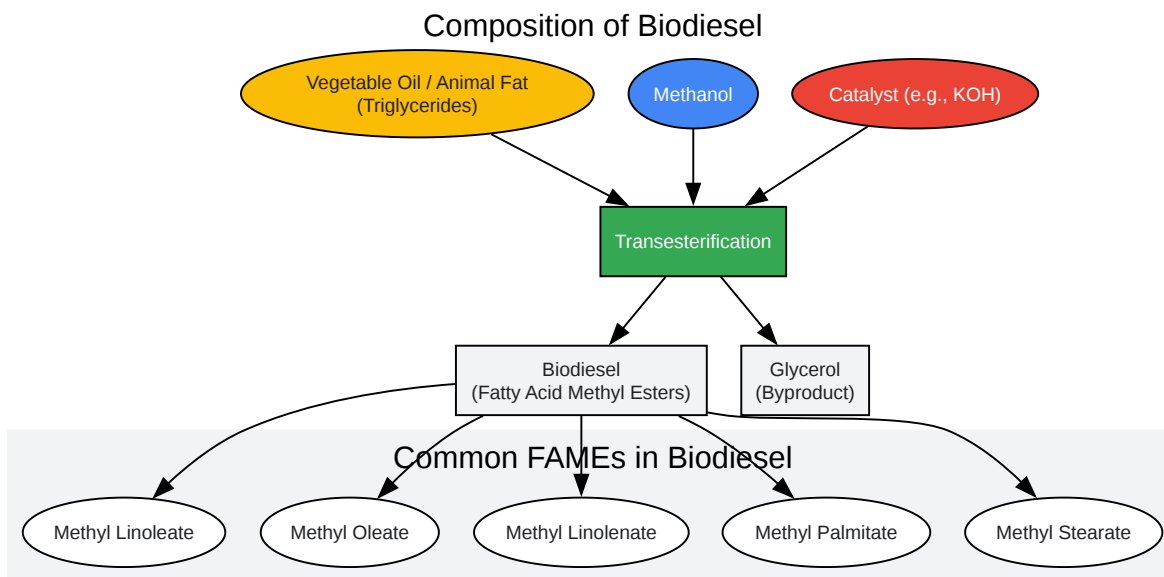 Composition of Biodiesel
Vegetable Oil / Animal Fat
(Triglycerides)
Methanol
Catalyst (e.g., KOH)
Transesterification
Biodiesel
(Fatty Acid Methyl Esters)
Glycerol
(Byproduct)
Common FAMEs in Biodiesel
Methyl Linoleate
Methyl Oleate
Methyl Linolenate
Methyl Palmitate
Methyl Stearate